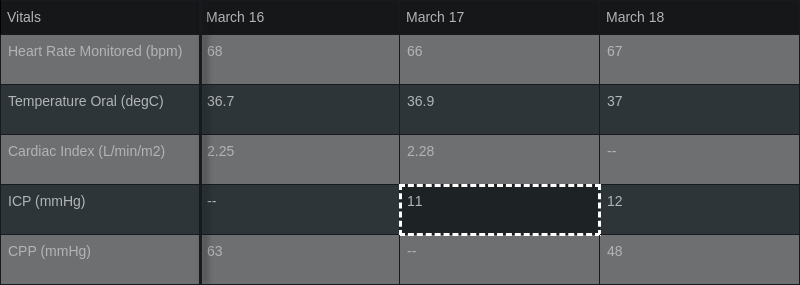 Vitals March 16 March 17 March 18
Heart Rate Monitored (bpm) 68 66 67
Temperature Oral (degC) 36.7 36.9 37
Cardiac Index (L/min/m2) 2.25 2.28 --
ICP (mmHg) -- 11 12
CPP (mmHg) 63 -- 48